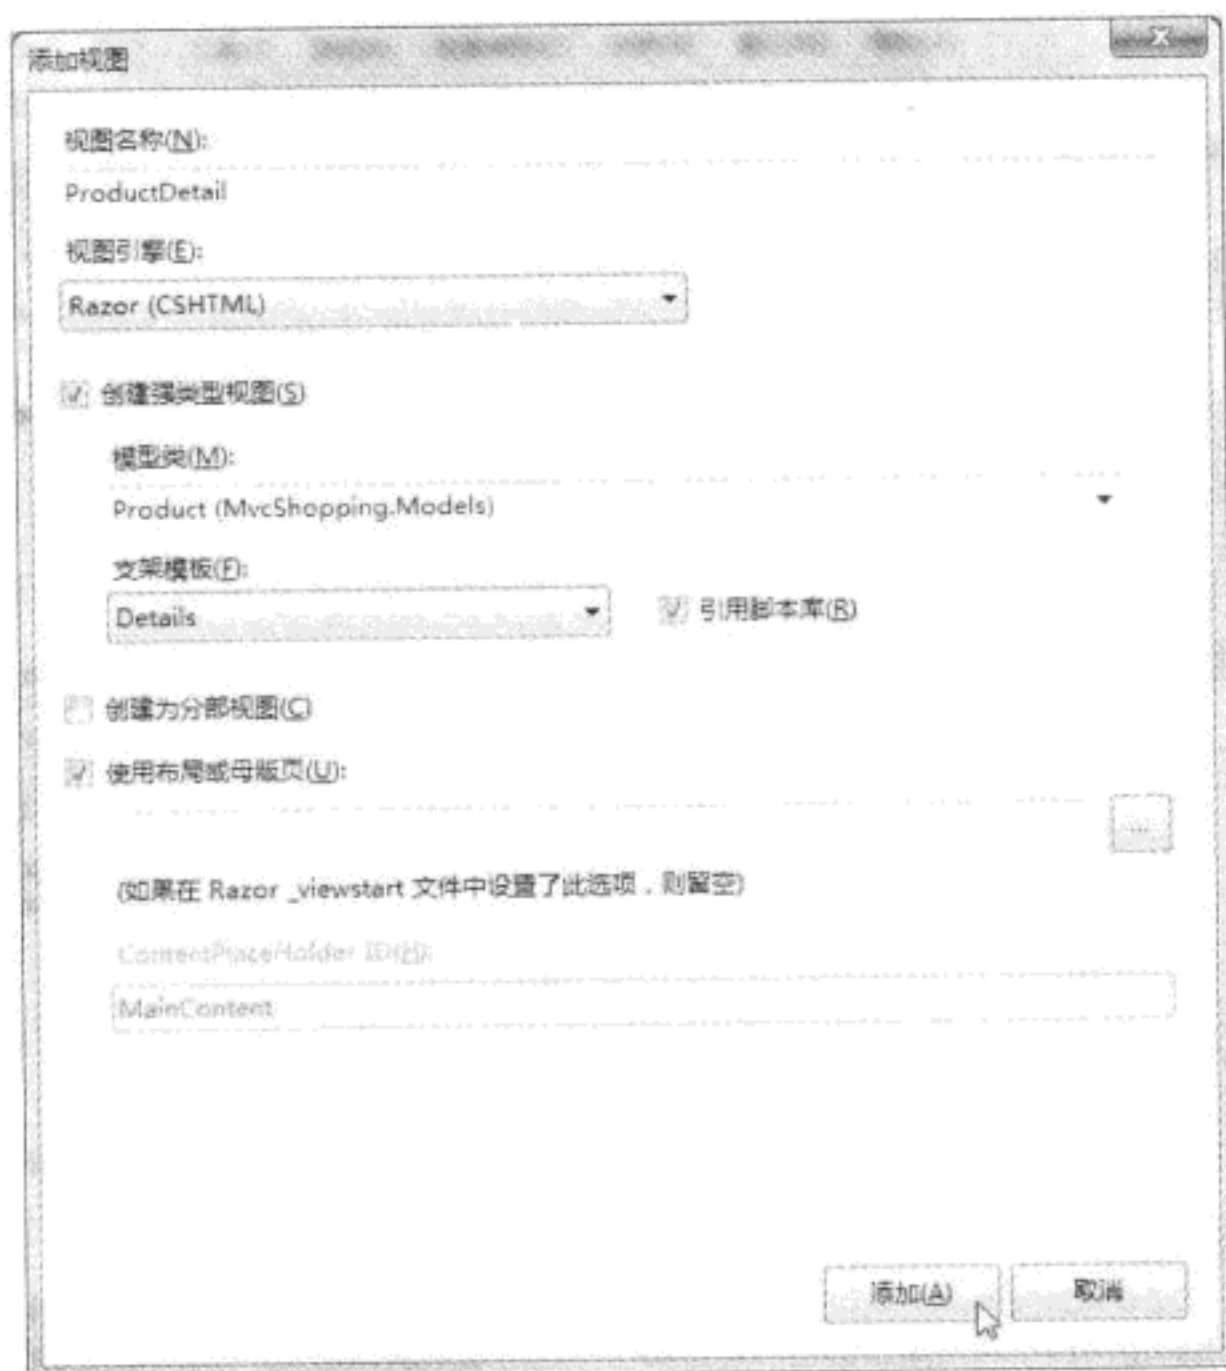 添加视图
视图名称(N):
ProductDetail
视图引擎(E):
Razor (CSHTML)
创建强类型视图(S)
模型类(M):
Product (MvcShopping.Models)
支架模板(F):
Details
引用脚本库(R)
创建为分部视图(C)
使用布局或母版页(U):
...
(如果在 Razor _viewstart 文件中设置了此选项，则留空)
ContentPlaceHolder
MainContent
添加(A) 取消